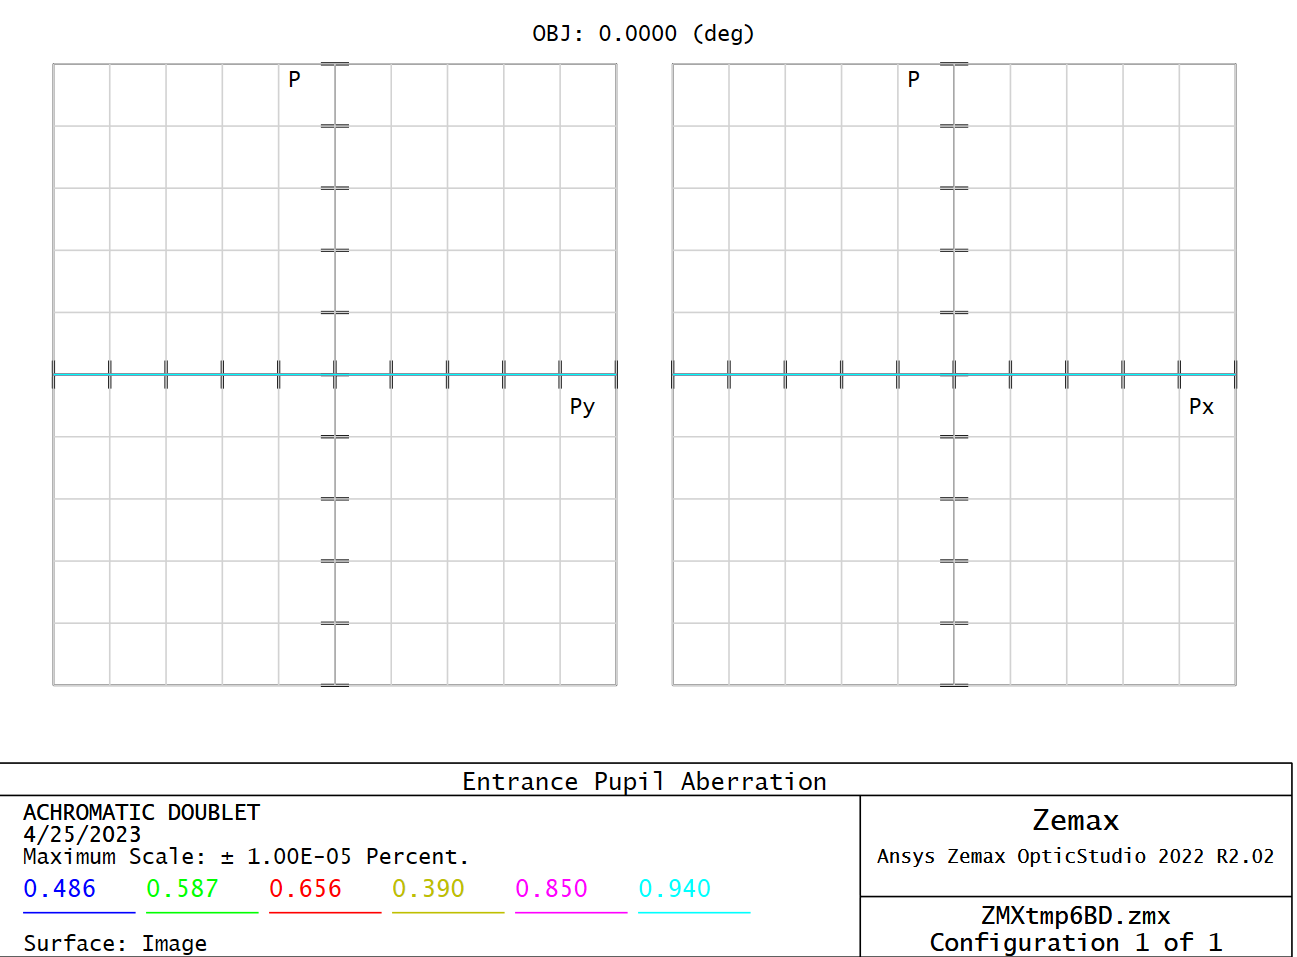 OBJ: 0.0000 (deg)
P
P
Py
Px
Entrance Pupil Aberration
ACHROMATIC DOUBLET
4/25/2023
Maximum Scale: ± 1.00E-05 Percent.
0.486 0.587 0.656 0.390 0.850 0.940
Surface: Image
Zemax
Ansys Zemax OpticStudio 2022 R2.02
ZMXtmp6BD.zmx
Configuration 1 of 1